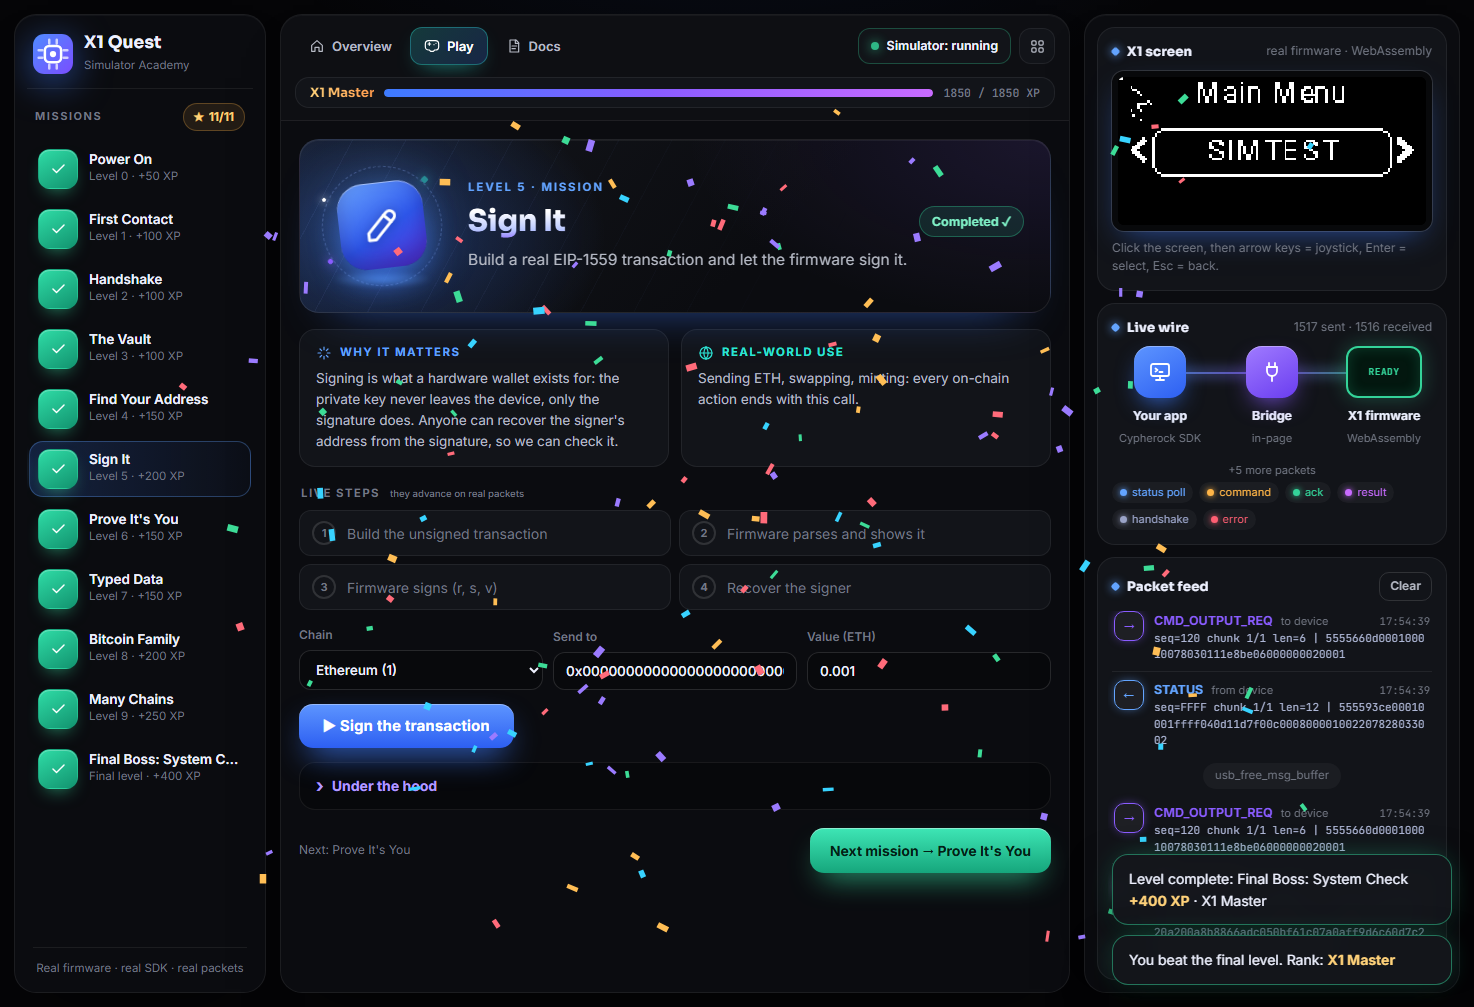 X1 Quest
Simulator Academy
MISSIONS
★ 11/11
Power On
Level 0 · +50 XP
First Contact
Level 1 · +100 XP
Handshake
Level 2 · +100 XP
The Vault
Level 3 · +100 XP
Find Your Address
Level 4 · +150 XP
Sign It
Level 5 · +200 XP
Prove It's You
Level 6 · +150 XP
Typed Data
Level 7 · +150 XP
Bitcoin Family
Level 8 · +200 XP
Many Chains
Level 9 · +250 XP
Final Boss: System C...
Final level · +400 XP
Real firmware · real SDK · real packets
Overview
Play
Docs
Simulator: running
X1 Master
1850 / 1850 XP
LEVEL 5 · MISSION
Sign It
Build a real EIP-1559 transaction and let the firmware sign it.
Completed ✓
WHY IT MATTERS
Signing is what a hardware wallet exists for: the
private key never leaves the device, only the
signature does. Anyone can recover the signer's
address from the signature, so we can check it.
REAL-WORLD USE
Sending ETH, swapping, minting: every on-chain
action ends with this call.
LIVE STEPS they advance on real packets
1 Build the unsigned transaction
2 Firmware parses and shows it
3 Firmware signs (r, s, v)
4 Recover the signer
Chain
Ethereum (1)
Send to
Value (ETH)
0.001
▶ Sign the transaction
› Under the hood
Next: Prove It's You
Next mission → Prove It's You
X1 screen
real firmware · WebAssembly
Main Menu
SIMTEST
Click the screen, then arrow keys = joystick, Enter =
select, Esc = back.
Live wire
1517 sent · 1516 received
READY
Your app
Cypherock SDK
Bridge
in-page
X1 firmware
WebAssembly
+5 more packets
status poll
command
ack
result
handshake
error
Packet feed
Clear
→ CMD_OUTPUT_REQ to device 17:54:39
seq=120 chunk 1/1 len=6 | 5555660d0001000
10078030111e8be06000000020001
← STATUS from device 17:54:39
seq=FFFF chunk 1/1 len=12 | 555593ce00010
001ffff040d11d7f00c0008000010022078280330
02
usb_free_msg_buffer
→ CMD_OUTPUT_REQ to device 17:54:39
seq=120 chunk 1/1 len=6 | 5555660d0001000
10078030111e8be06000000020001
Level complete: Final Boss: System Check
+400 XP · X1 Master
You beat the final level. Rank: X1 Master